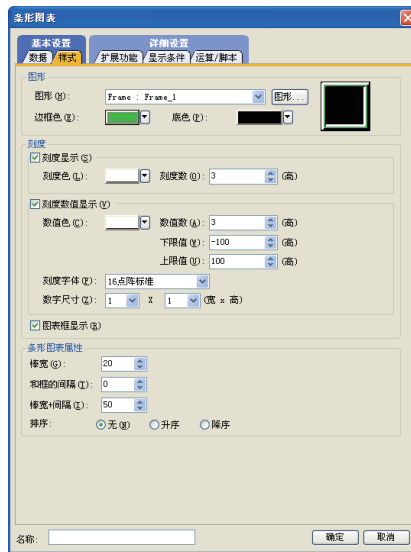 条形图表
基本设置 详细设置
数据 样式 扩展功能 显示条件 运算/脚本
图形
图形(H): Frame : Frame_1 图形...
边框色(E): 底色(P):
刻度
刻度显示(S)
刻度色(L): 刻度数(O): 3 (高)
刻度数值显示(V)
数值色(C): 数值数(A): 3 (高)
下限值(W): -100 (高)
上限值(U): 100 (高)
刻度字体(F): 16点阵标准
数字尺寸(Z): 1 X 1 (宽 x 高)
图表框显示(R)
条形图表属性
棒宽(G): 20
和框的间隔(T): 0
棒宽+间隔(I): 50
排序: 无(N) 升序 降序
名称: 确定 取消